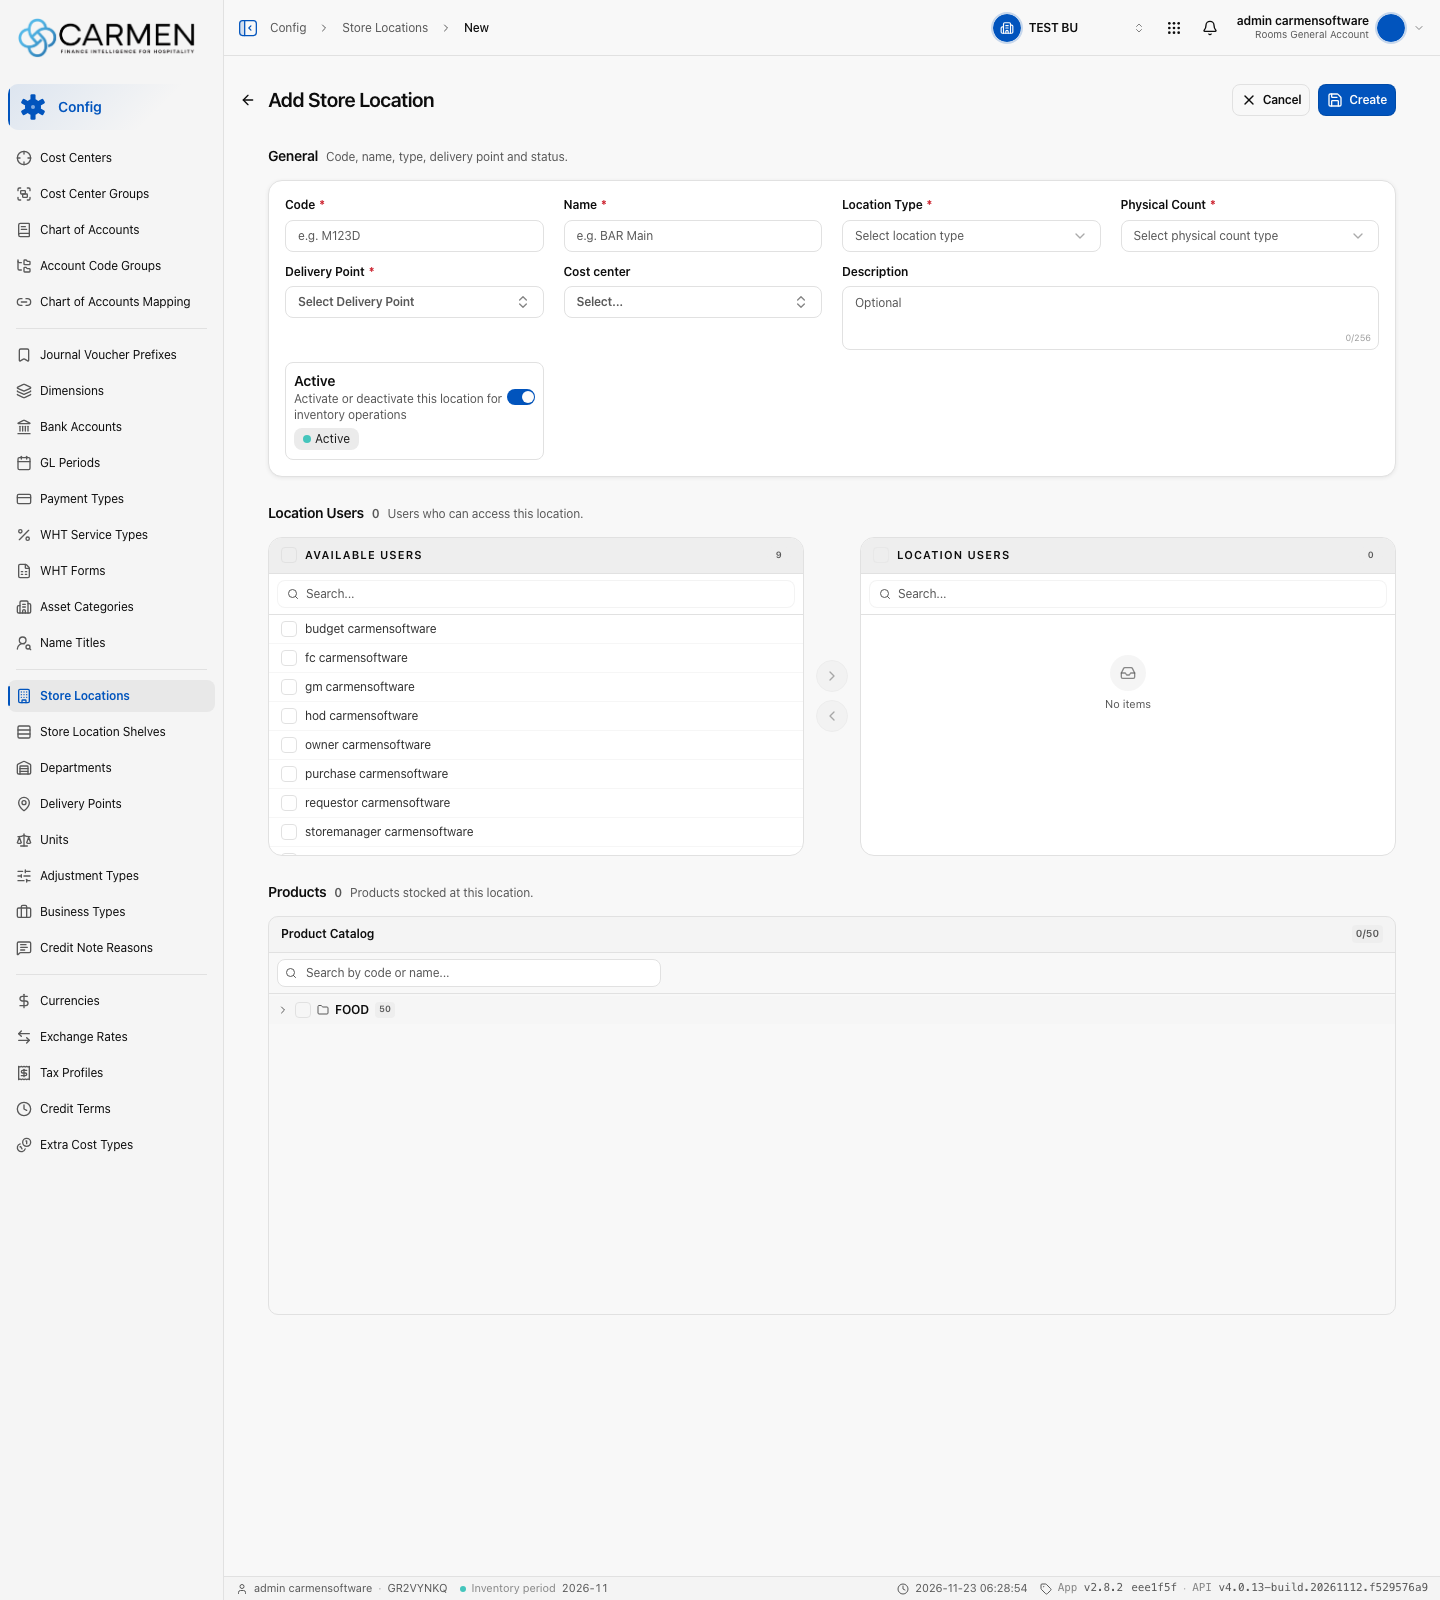 CARMEN
FINANCE INTELLIGENCE FOR HOSPITALITY
Config
Store Locations
New
TEST BU
admin carmensoftware
Rooms General Account
Config
Cost Centers
Cost Center Groups
Chart of Accounts
Account Code Groups
Chart of Accounts Mapping
Journal Voucher Prefixes
Dimensions
Bank Accounts
GL Periods
Payment Types
WHT Service Types
WHT Forms
Asset Categories
Name Titles
Store Locations
Store Location Shelves
Departments
Delivery Points
Units
Adjustment Types
Business Types
Credit Note Reasons
Currencies
Exchange Rates
Tax Profiles
Credit Terms
Extra Cost Types
Add Store Location
Cancel
Create
General Code, name, type, delivery point and status.
Code *
Name *
Location Type *
Physical Count *
e.g. M123D
e.g. BAR Main
Select location type
Select physical count type
Delivery Point *
Cost center
Description
Select Delivery Point
Select...
Optional
0/256
Active
Activate or deactivate this location for
inventory operations
Active
Location Users 0 Users who can access this location.
AVAILABLE USERS 9
Search...
budget carmensoftware
fc carmensoftware
gm carmensoftware
hod carmensoftware
owner carmensoftware
purchase carmensoftware
requestor carmensoftware
storemanager carmensoftware
LOCATION USERS 0
Search...
No items
Products 0 Products stocked at this location.
Product Catalog 0/50
Search by code or name...
FOOD 50
admin carmensoftware · GR2VYNKQ Inventory period 2026-11
2026-11-23 06:28:54 App v2.8.2 eee1f5f · API v4.0.13-build.20261112.f529576a9